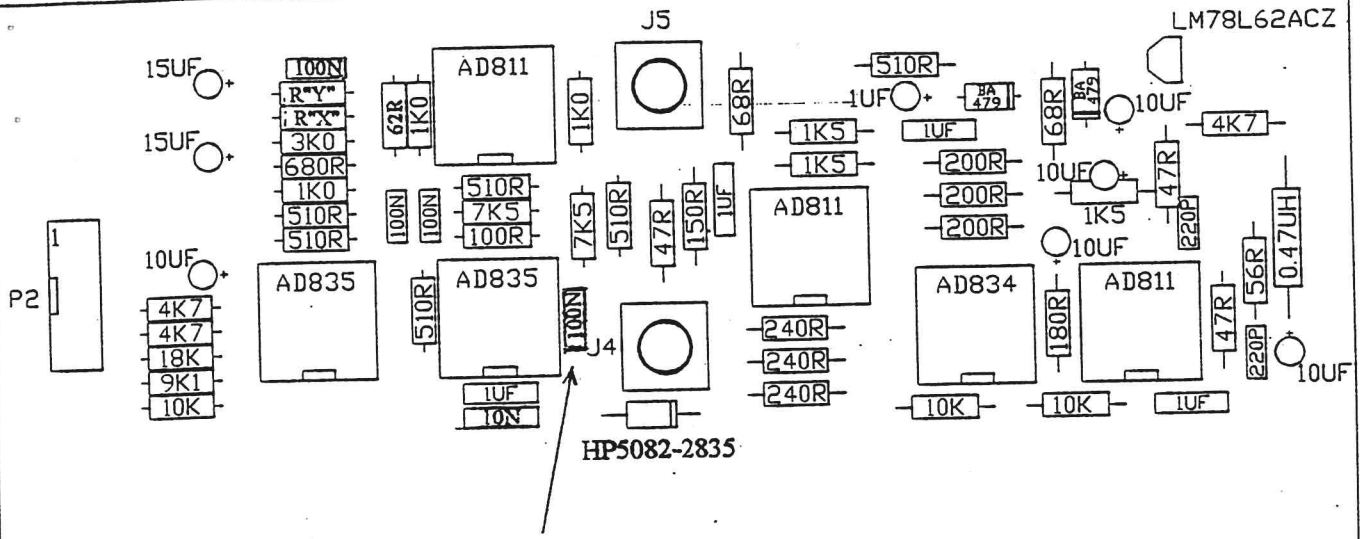 J5
LM78L62ACZ
15UF
+
100N
AD811
510R
R"Y"
62R
1K0
1K0
68R
1UF
+
BA
479
68R
BA
479
10UF
+
R"X"
15UF
+
3K0
1K5
1UF
4K7
680R
1K5
200R
10UF
+
47R
1K0
510R
200R
1K5
510R
100N
100N
7K5
7K5
510R
47R
150R
1UF
AD811
220P
510R
100R
200R
10UF
+
56R
0.47UH
1
P2
10UF
+
AD835
510R
AD835
100N
AD834
180R
AD811
47R
4K7
240R
4K7
J4
220P
+
10UF
18K
240R
9K1
1UF
240R
10K
10N
10K
10K
1UF
HP5082-2835